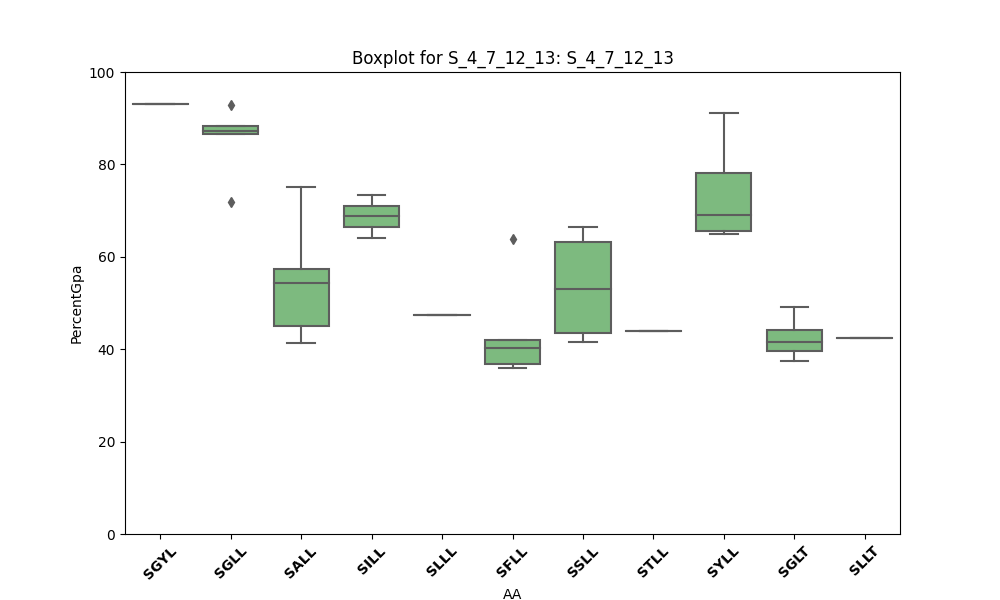 Boxplot for S_4_7_12_13: S_4_7_12_13
100
80
60
40
20
0
PercentGpa
SGYL
SGLL
SALL
SILL
SLLL
SFLL
SSLL
STLL
SYLL
SGLT
SLLT
AA